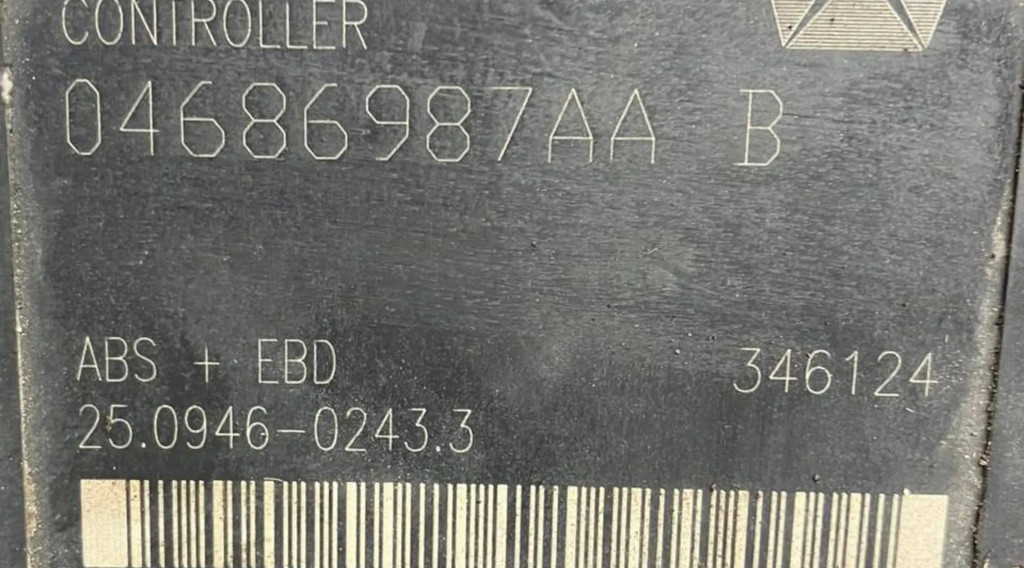 CONTROLLER
04686987AA B
ABS + EBD 346124
25.0946-0243.3